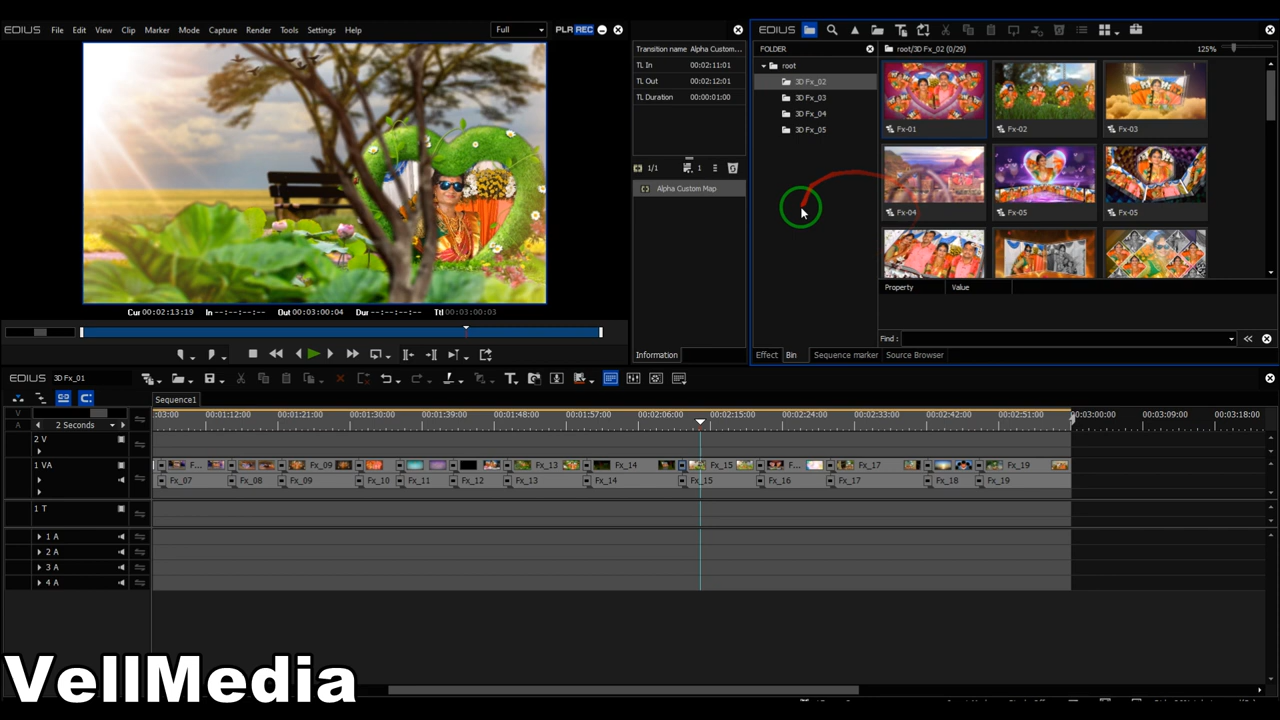 EDIUS File Edit View Clip Marker Mode Capture Render Tools Settings Help Full PLR REC
Cur 00:02:13:19 In --:--:--:-- Out 00:03:00:04 Dur --:--:--:-- Ttl 00:03:00:03
Transition name Alpha Custom...
TL In 00:02:11:01
TL Out 00:02:12:01
TL Duration 00:00:01:00
1/1 1
Alpha Custom Map
Information
EDIUS
FOLDER
root/3D Fx_02 (0/29) 125%
root
3D Fx_02
3D Fx_03
3D Fx_04
3D Fx_05
Fx-01 Fx-02 Fx-03
Fx-04 Fx-05 Fx-05
Property Value
Find :
Effect Bin Sequence marker Source Browser
EDIUS 3D Fx_01
Sequence1
V
A 2 Seconds
:03:00 00:01:12:00 00:01:21:00 00:01:30:00 00:01:39:00 00:01:48:00 00:01:57:00 00:02:06:00 00:02:15:00 00:02:24:00 00:02:33:00 00:02:42:00 00:02:51:00 00:03:00:00 00:03:09:00 00:03:18:00
2 V
1 VA F... Fx_09 Fx_13 Fx_14 Fx_15 F... Fx_17 Fx_19
Fx_07 Fx_08 Fx_09 Fx_10 Fx_11 Fx_12 Fx_13 Fx_14 Fx_15 Fx_16 Fx_17 Fx_18 Fx_19
1 T
1 A
2 A
3 A
4 A
VellMedia